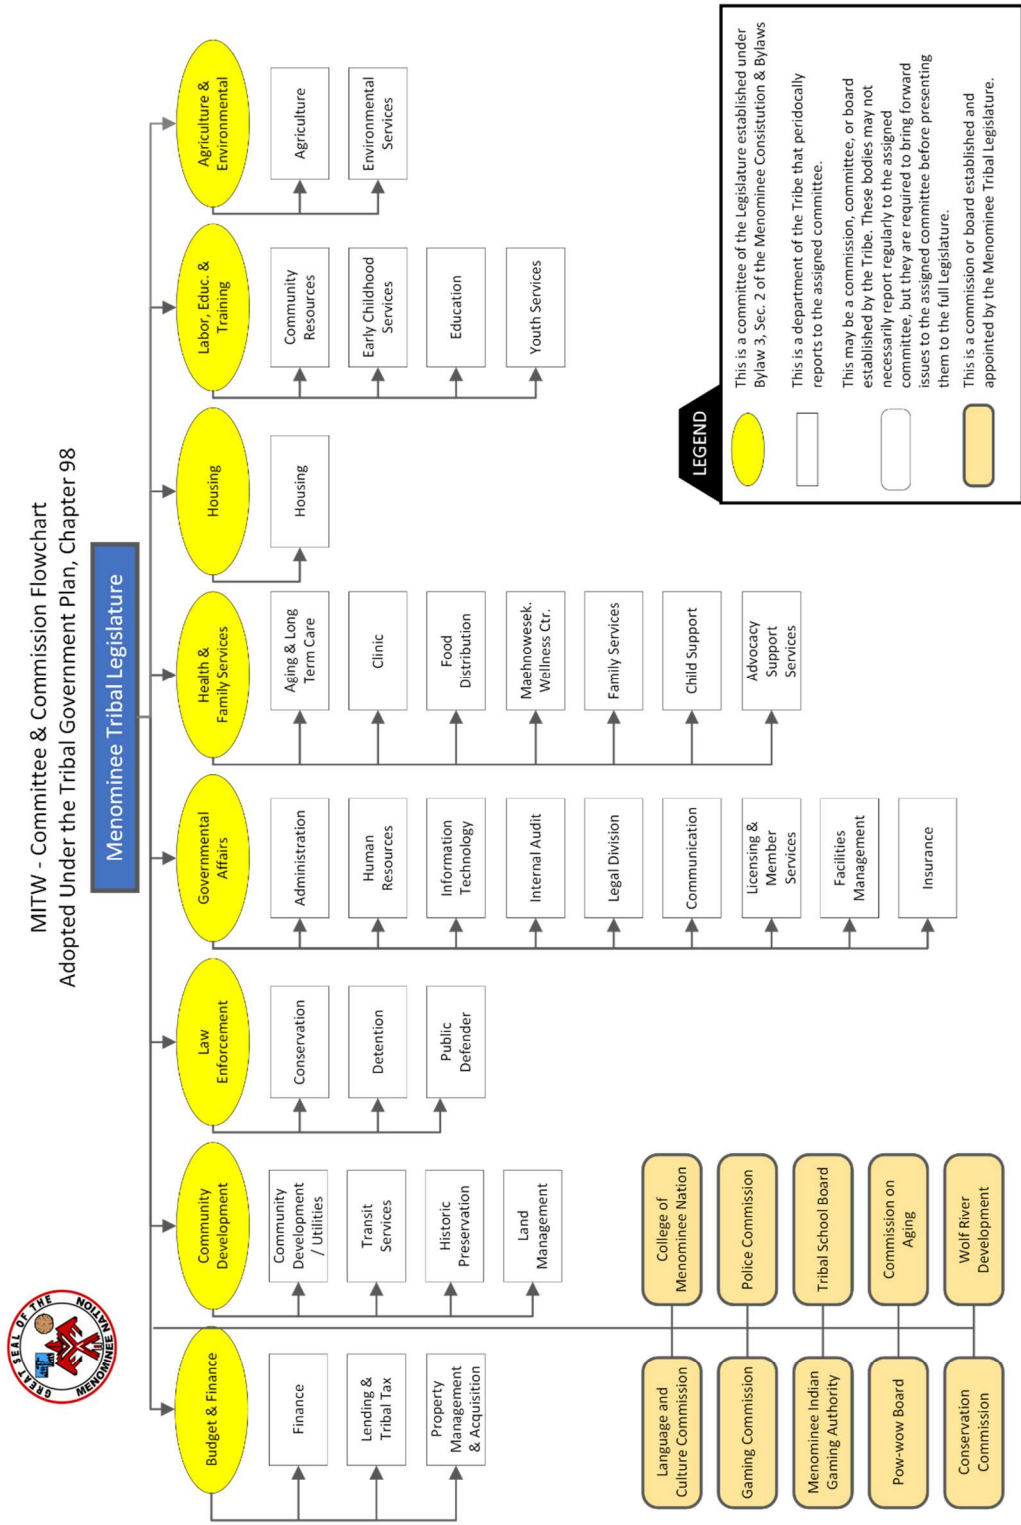 MITW - Committee & Commission Flowchart
Adopted Under the Tribal Government Plan, Chapter 98
GREAT SEAL OF THE
MENOMINEE NATION
Menominee Tribal Legislature
Budget & Finance
Finance
Lending &
Tribal Tax
Property
Management
& Acquisition
Community
Development
Community
Development
/ Utilities
Transit
Services
Historic
Preservation
Land
Management
Law
Enforcement
Conservation
Detention
Public
Defender
Governmental
Affairs
Administration
Human
Resources
Information
Technology
Internal Audit
Legal Division
Communication
Licensing &
Member
Services
Facilities
Management
Insurance
Health &
Family Services
Aging & Long
Term Care
Clinic
Food
Distribution
Maehnowesek.
Wellness Ctr.
Family Services
Child Support
Advocacy
Support
Services
Housing
Housing
Labor, Educ. &
Training
Community
Resources
Early Childhood
Services
Education
Youth Services
Agriculture &
Environmental
Agriculture
Environmental
Services
Language and
Culture Commission
College of
Menominee Nation
Gaming Commission
Police Commission
Menominee Indian
Gaming Authority
Tribal School Board
Pow-wow Board
Commission on
Aging
Conservation
Commission
Wolf River
Development
LEGEND
This is a committee of the Legislature established under
Bylaw 3, Sec. 2 of the Menominee Consistution & Bylaws
This is a department of the Tribe that peridocally
reports to the assigned committee.
This may be a commission, committee, or board
established by the Tribe. These bodies may not
necessarily report regularly to the assigned
committee, but they are required to bring forward
issues to the assigned committee before presenting
them to the full Legislature.
This is a commission or board established and
appointed by the Menominee Tribal Legislature.